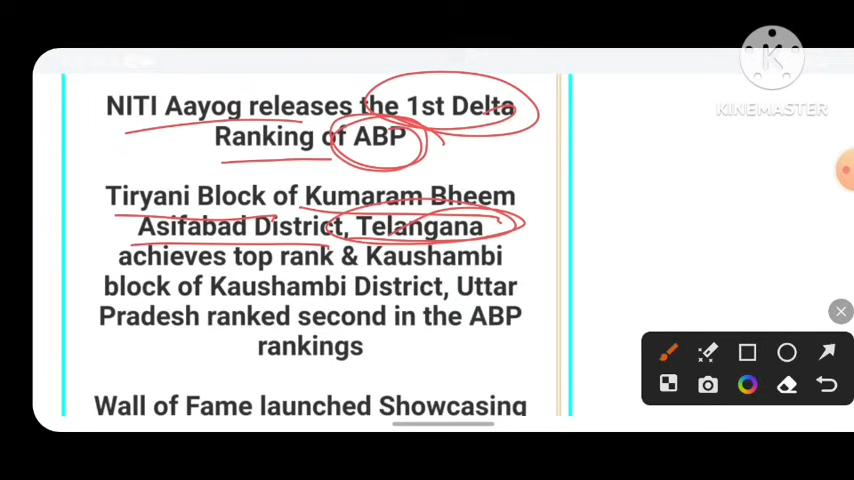 KINEMASTER
NITI Aayog releases the 1st Delta
Ranking of ABP
Tiryani Block of Kumaram Bheem
Asifabad District, Telangana
achieves top rank & Kaushambi
block of Kaushambi District, Uttar
Pradesh ranked second in the ABP
rankings
Wall of Fame launched Showcasing